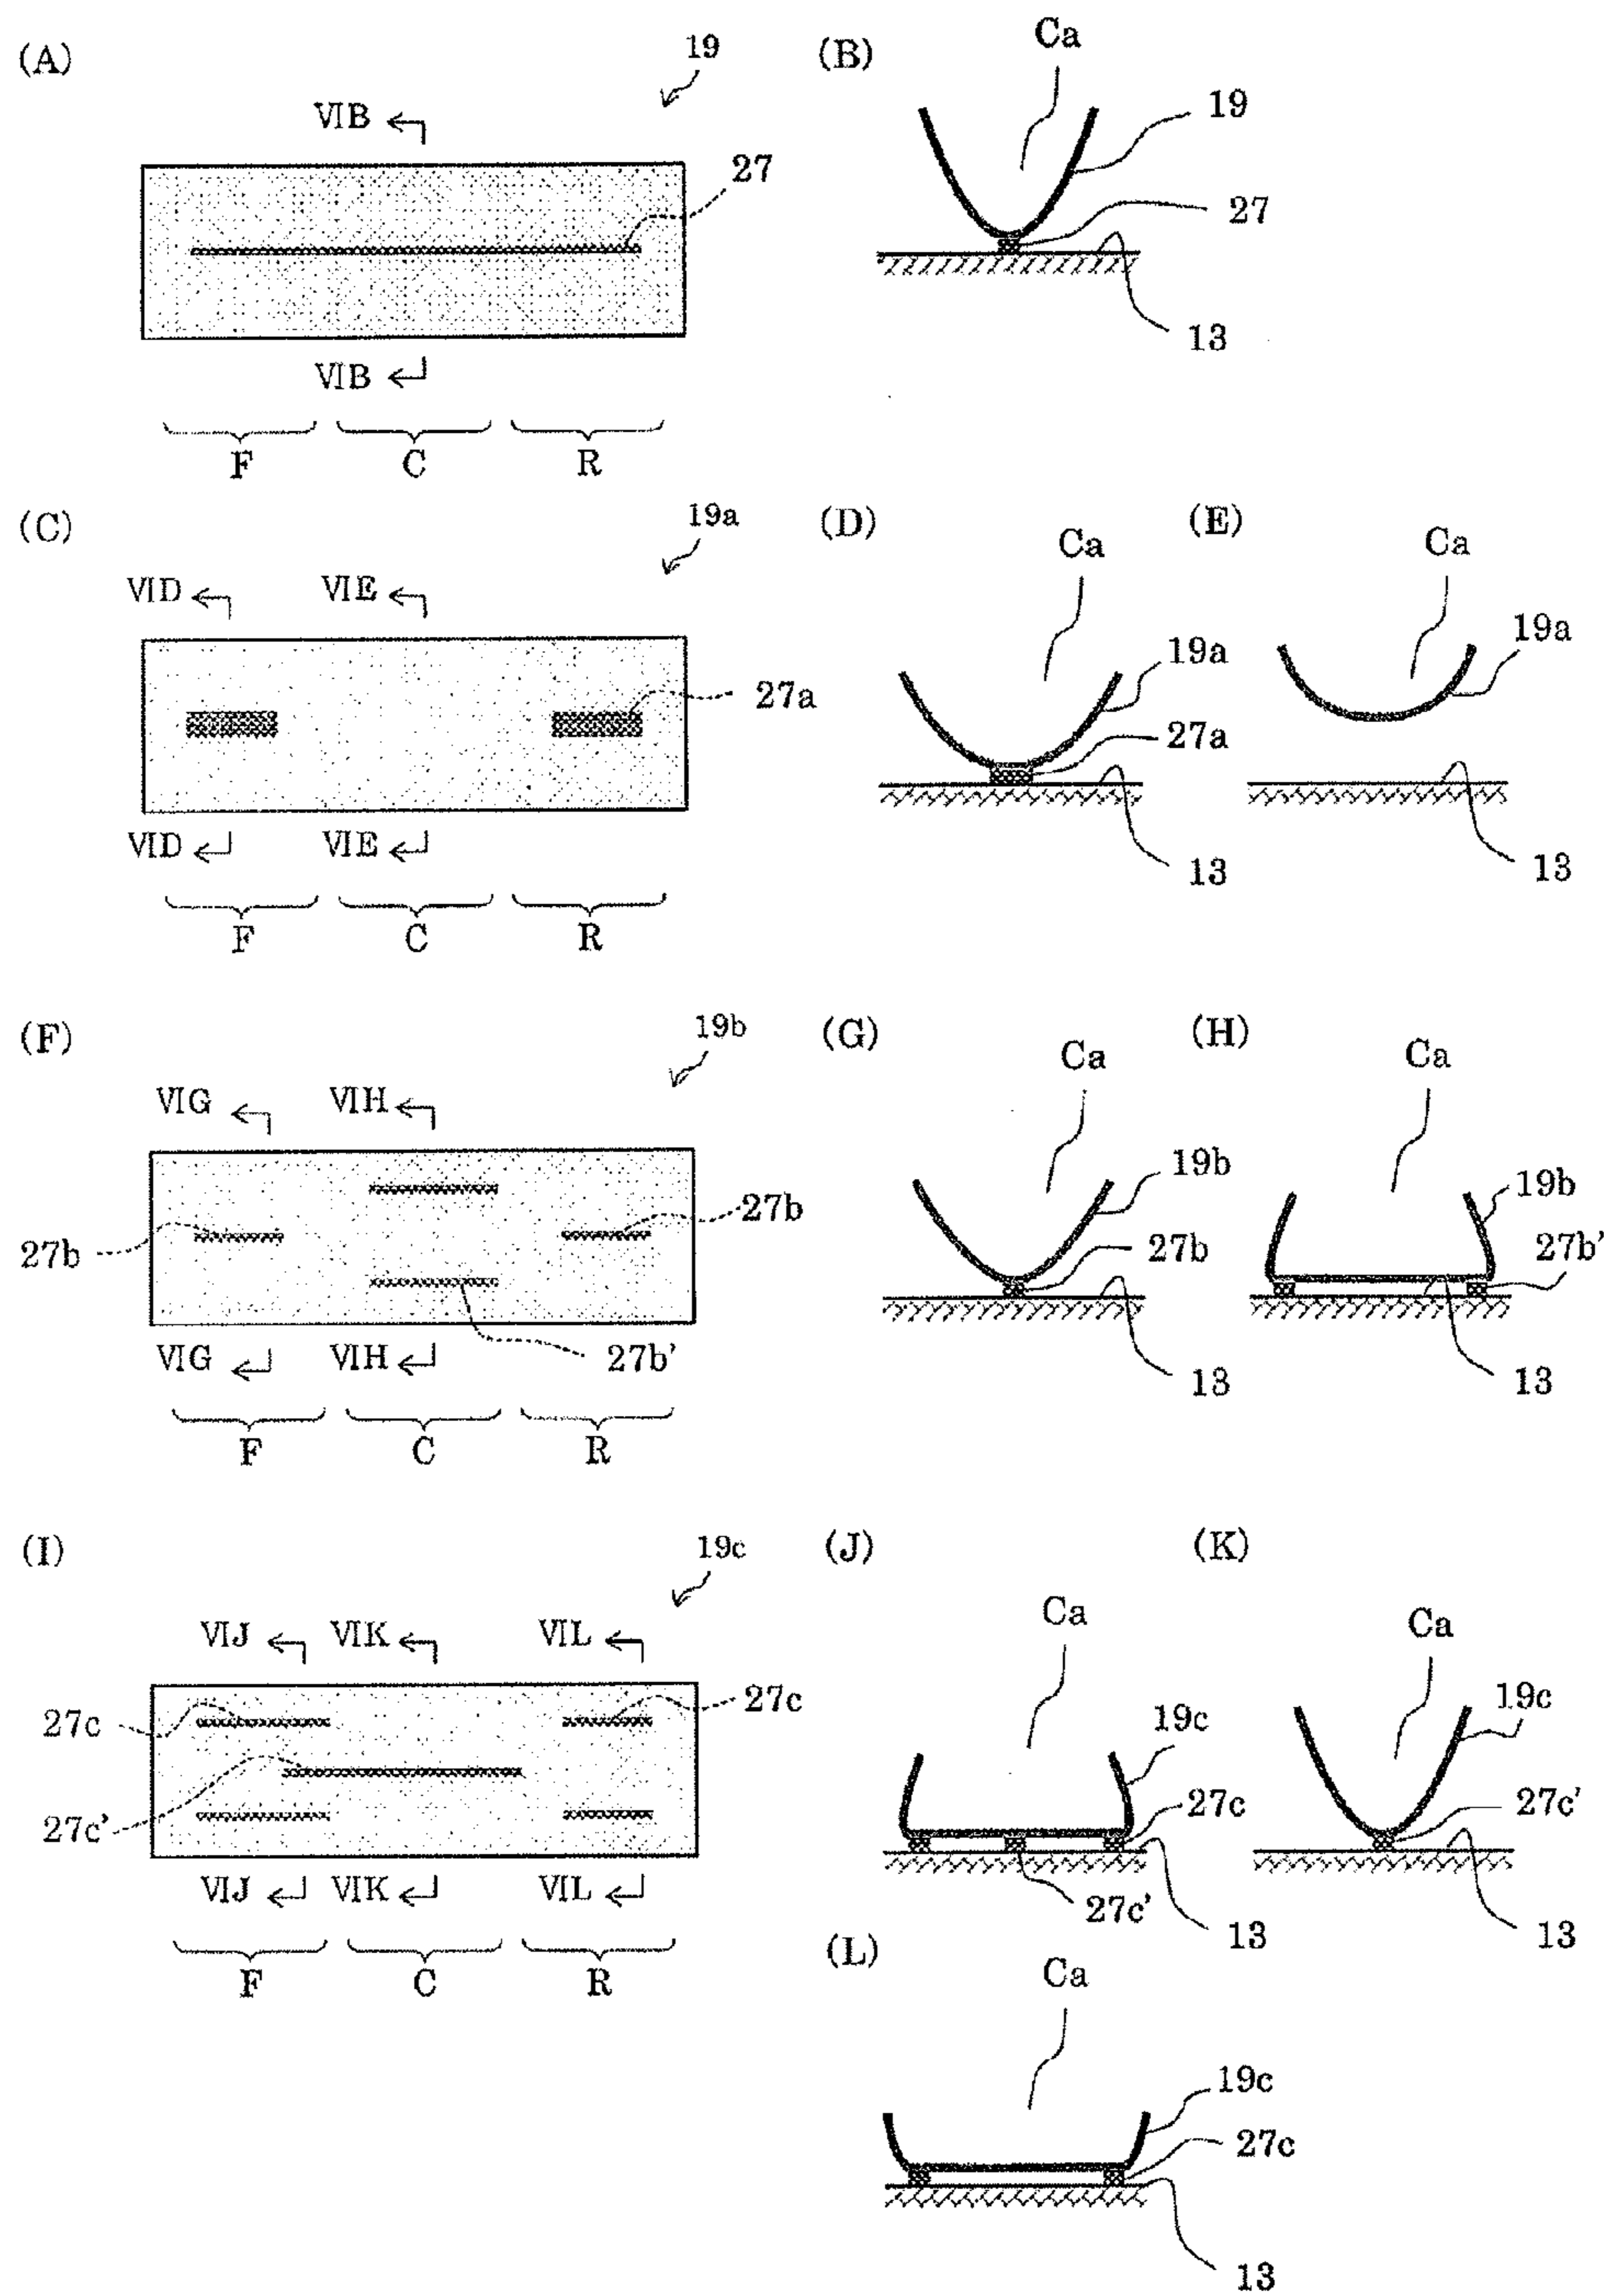 (A)
19
VIB
27
VIB
F C R
(B)
Ca
19
27
13
(C)
19a
VID VIE
27a
VID VIE
F C R
(D)
Ca
19a
27a
13
(E)
Ca
19a
13
(F)
19b
VIG VIH
27b
27b
VIG VIH
27b'
F C R
(G)
Ca
19b
27b
13
(H)
Ca
19b
27b'
13
(I)
19c
VIJ VIK VIL
27c
27c
27c'
VIJ VIK VIL
F C R
(J)
Ca
19c
27c
27c'
13
(K)
Ca
19c
27c'
13
(L)
Ca
19c
27c
13